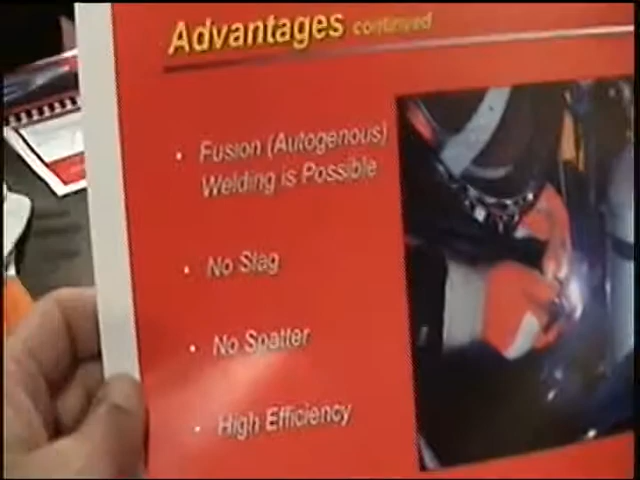 Advantages continued
• Fusion (Autogenous)
Welding is Possible
• No Slag
• No Spatter
• High Efficiency